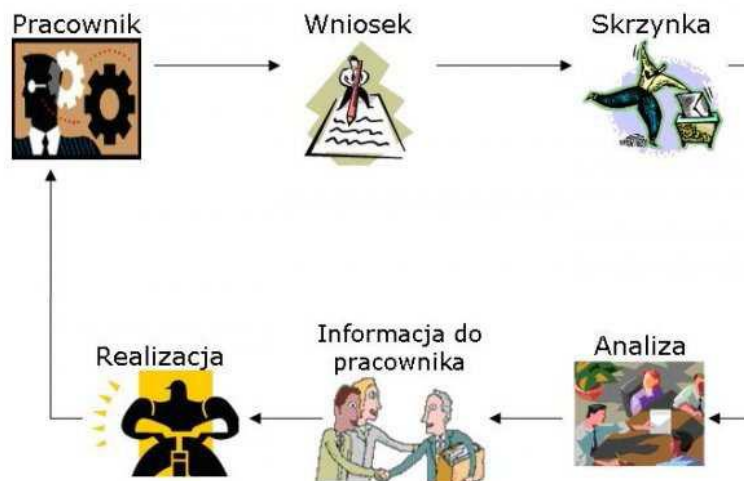 Pracownik
Wniosek
Skrzynka
Realizacja
Informacja do
pracownika
Analiza